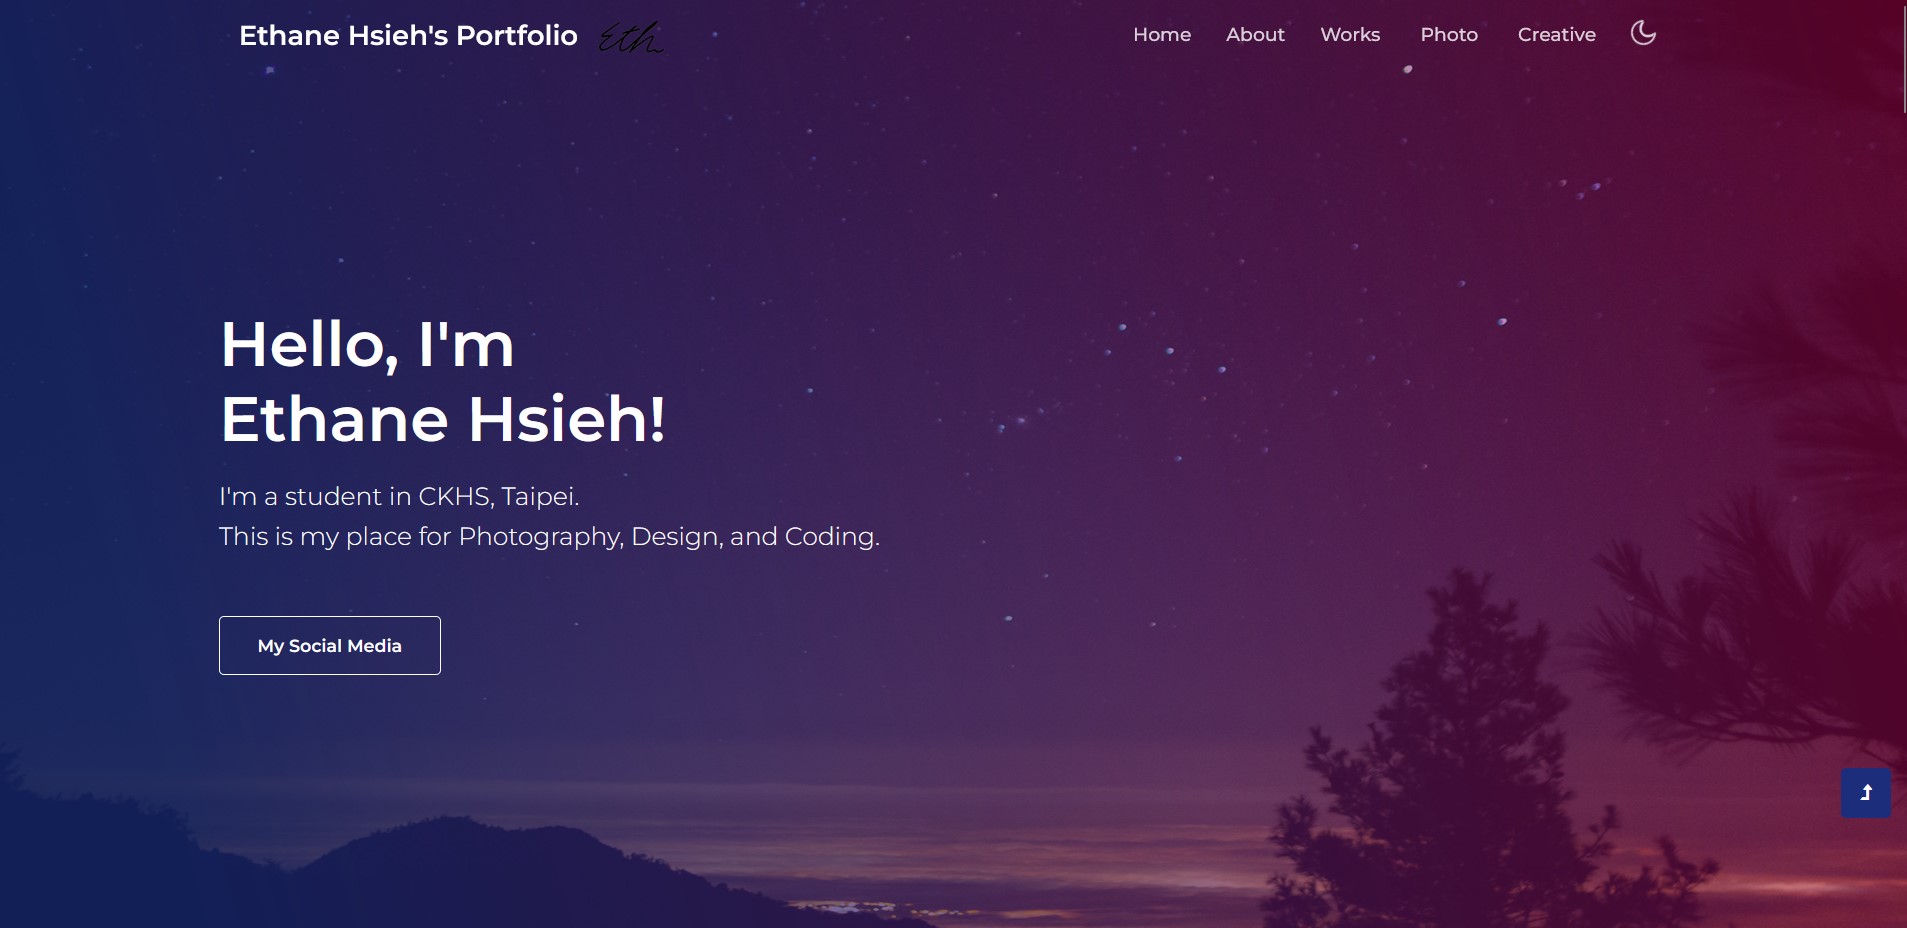 Ethane Hsieh's Portfolio Eth
Home About Works Photo Creative
Hello, I'm
Ethane Hsieh!
I'm a student in CKHS, Taipei.
This is my place for Photography, Design, and Coding.
My Social Media